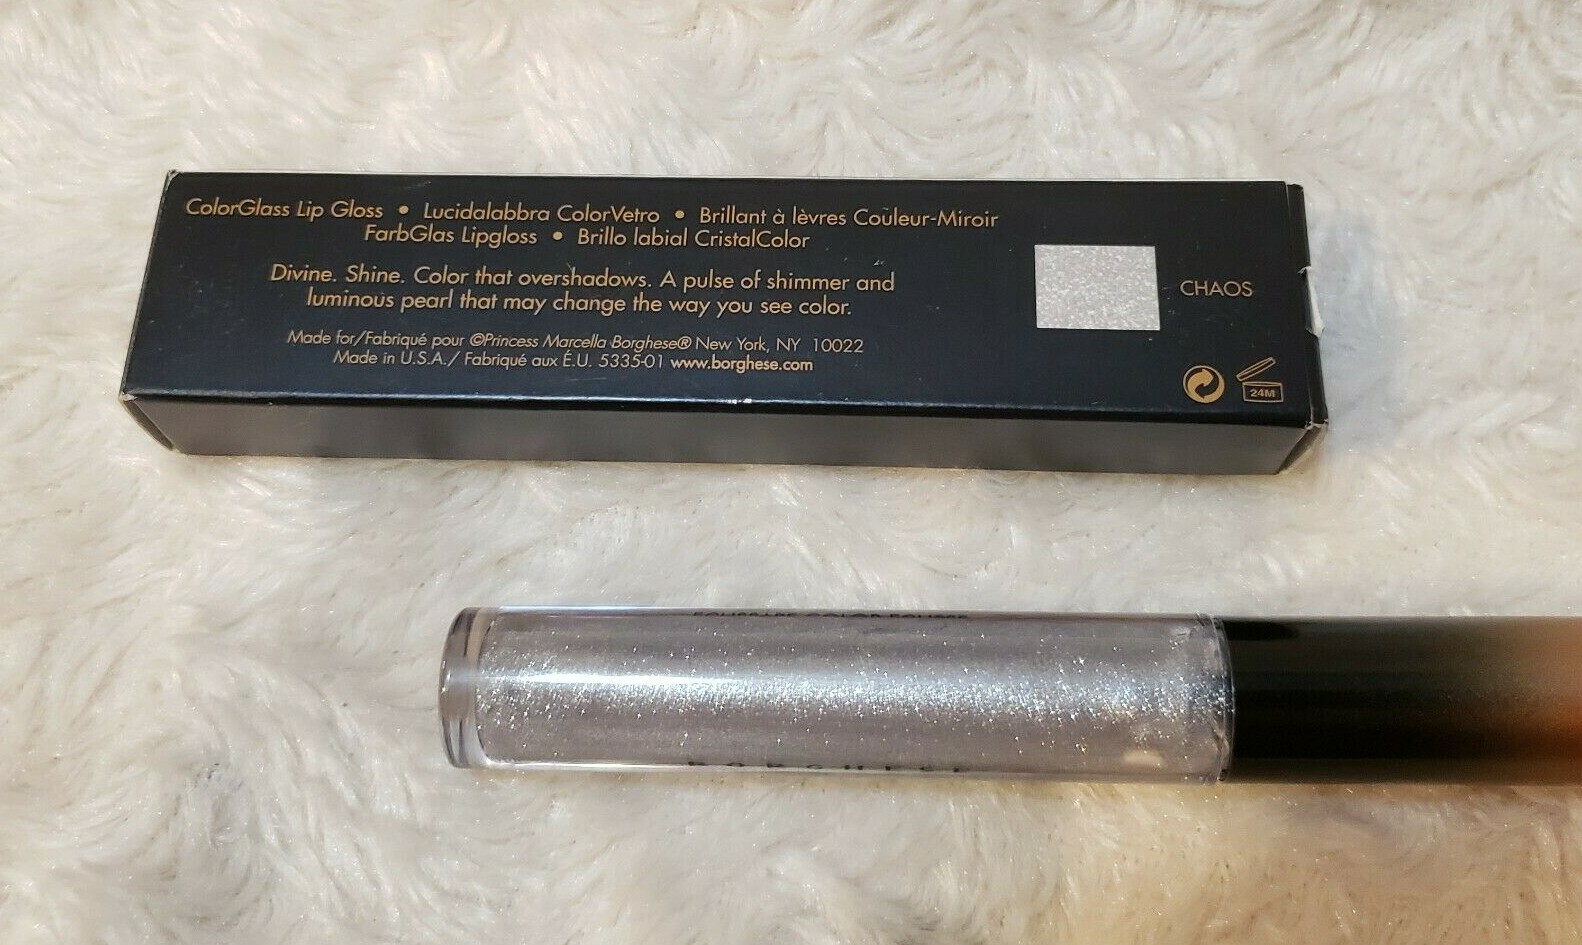 ColorGlass Lip Gloss • Lucidalabbra ColorVetro • Brillant à lèvres Couleur-Miroir
FarbGlas Lipgloss • Brillo labial CristalColor
Divine. Shine. Color that overshadows. A pulse of shimmer and
luminous pearl that may change the way you see color.
Made for/Fabriqué pour ©Princess Marcella Borghese® New York, NY 10022
Made in U.S.A./ Fabriqué aux É.U. 5335-01 www.borghese.com
CHAOS
24M
BORGHESE